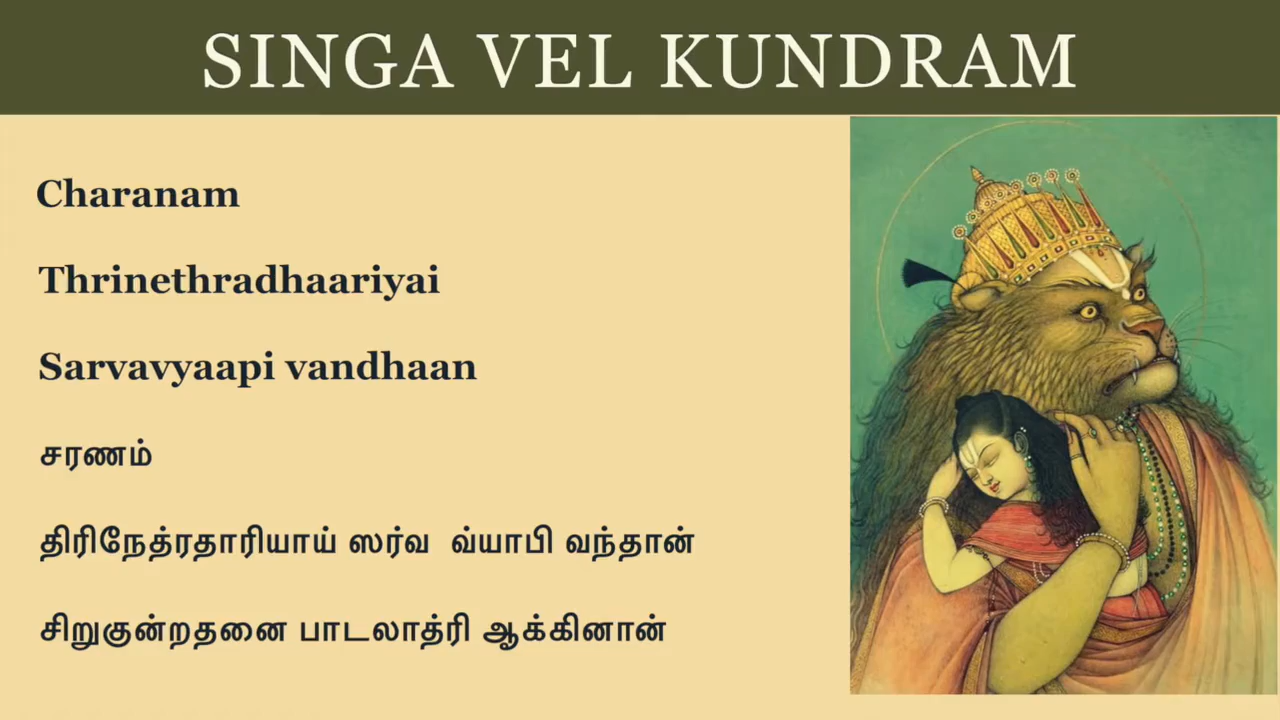 SINGA VEL KUNDRAM
Charanam
Thrinethradhaariyai
Sarvavyaapi vandhaan
சரணம்
திரிநேத்ரதாரியாய் ஸர்வ வ்யாபி வந்தான்
சிறுகுன்றதனை பாடலாத்ரி ஆக்கினான்